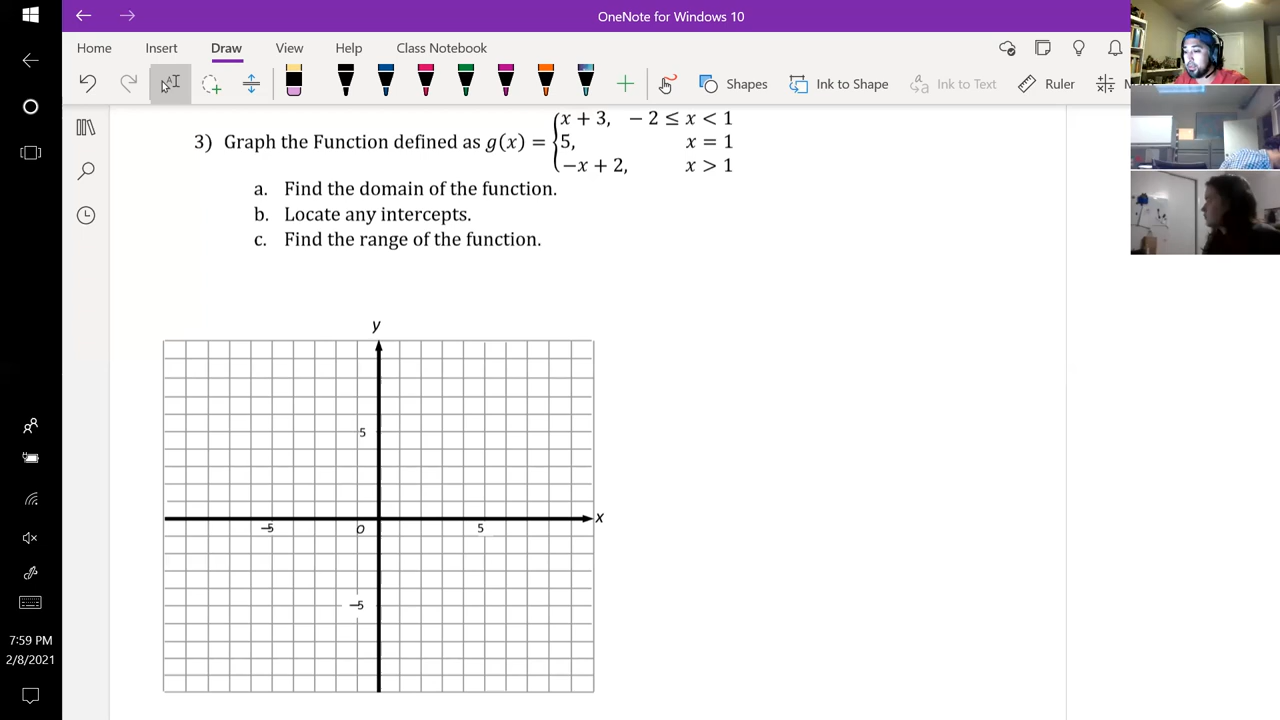 OneNote for Windows 10
Home Insert Draw View Help Class Notebook
Shapes Ink to Shape Ink to Text Ruler
3) Graph the Function defined as g(x) = { x + 3, − 2 ≤ x < 1
5, x = 1
−x + 2, x > 1
a. Find the domain of the function.
b. Locate any intercepts.
c. Find the range of the function.
y
5
x
−5 O 5
−5
7:59 PM
2/8/2021